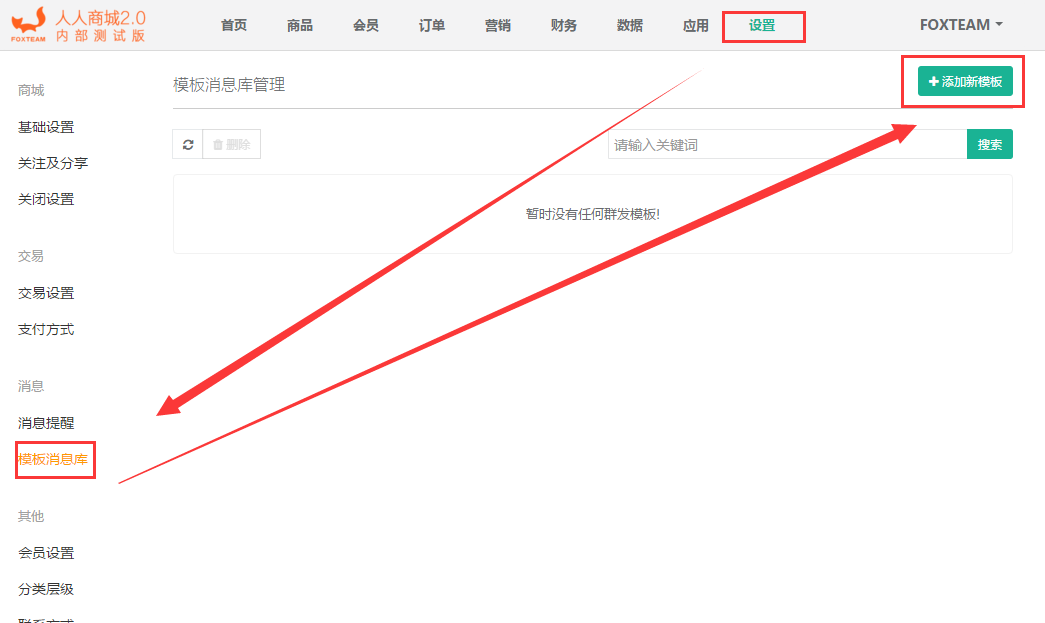 人人商城2.0
内部测试版
FOXTEAM
首页
商品
会员
订单
营销
财务
数据
应用
设置
FOXTEAM
商城
基础设置
关注及分享
关闭设置
交易
交易设置
支付方式
消息
消息提醒
模板消息库
其他
会员设置
分类层级
联系方式
模板消息库管理
添加新模板
删除
请输入关键词
搜索
暂时没有任何群发模板!